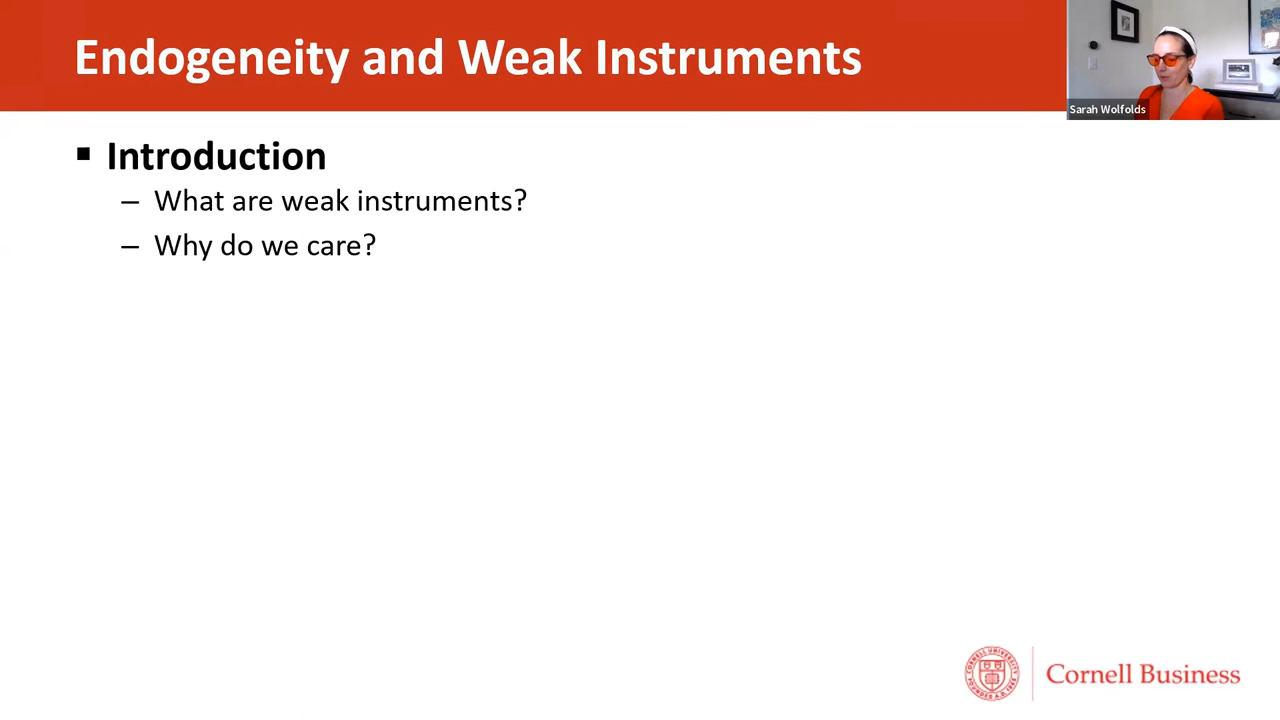 Endogeneity and Weak Instruments
Sarah Wolfolds
▪ Introduction
– What are weak instruments?
– Why do we care?
Cornell Business